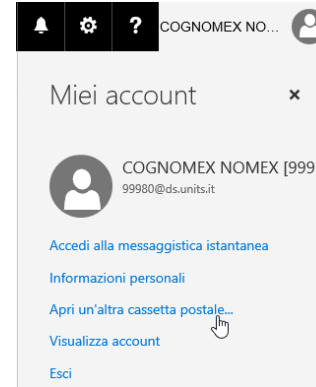 ? COGNOMEX NO...
Miei account ×
COGNOMEX NOMEX [999
99980@ds.units.it
Accedi alla messaggistica istantanea
Informazioni personali
Apri un'altra cassetta postale...
Visualizza account
Esci